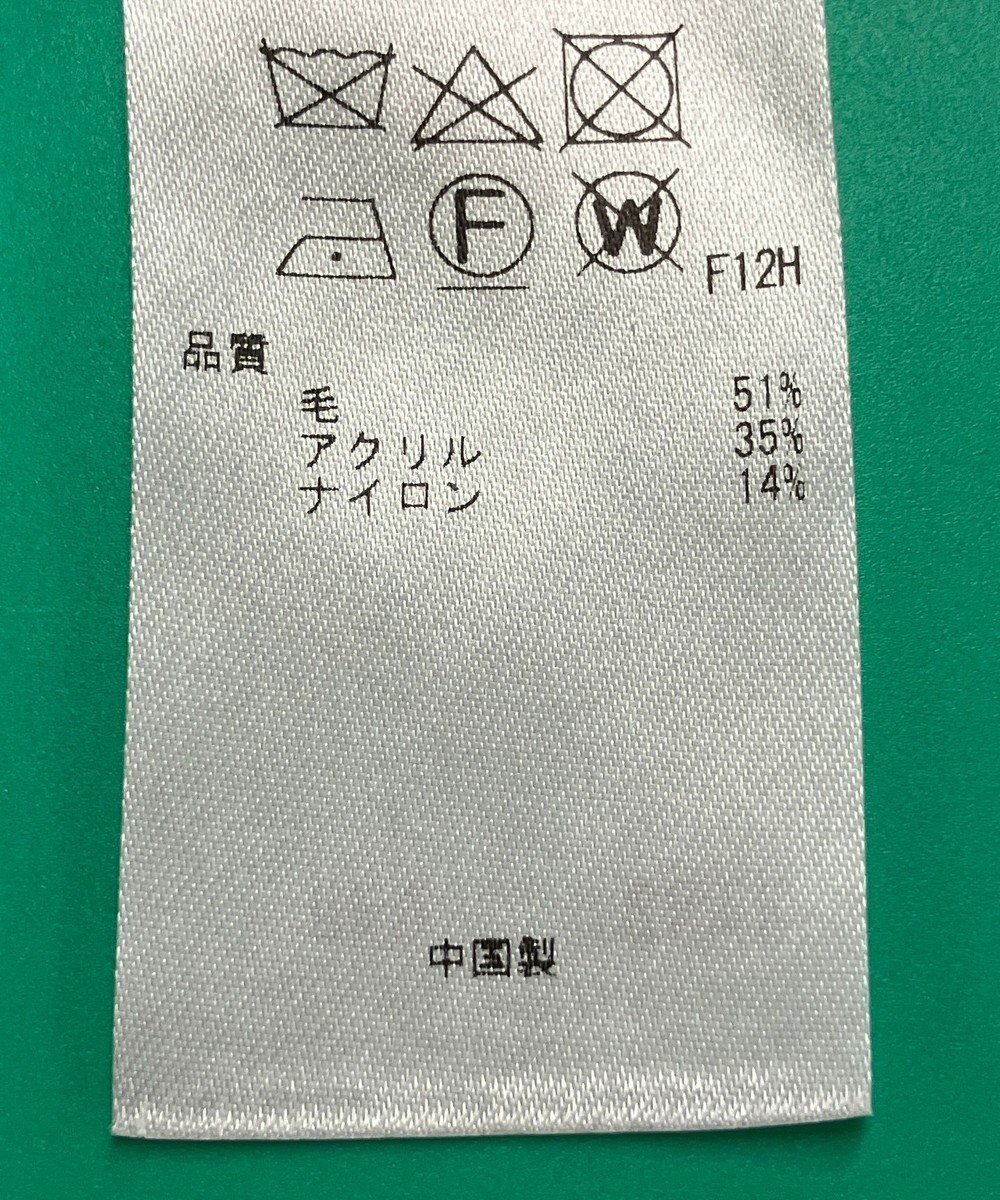 F W F12H
品質
毛 51%
アクリル 35%
ナイロン 14%
中国製